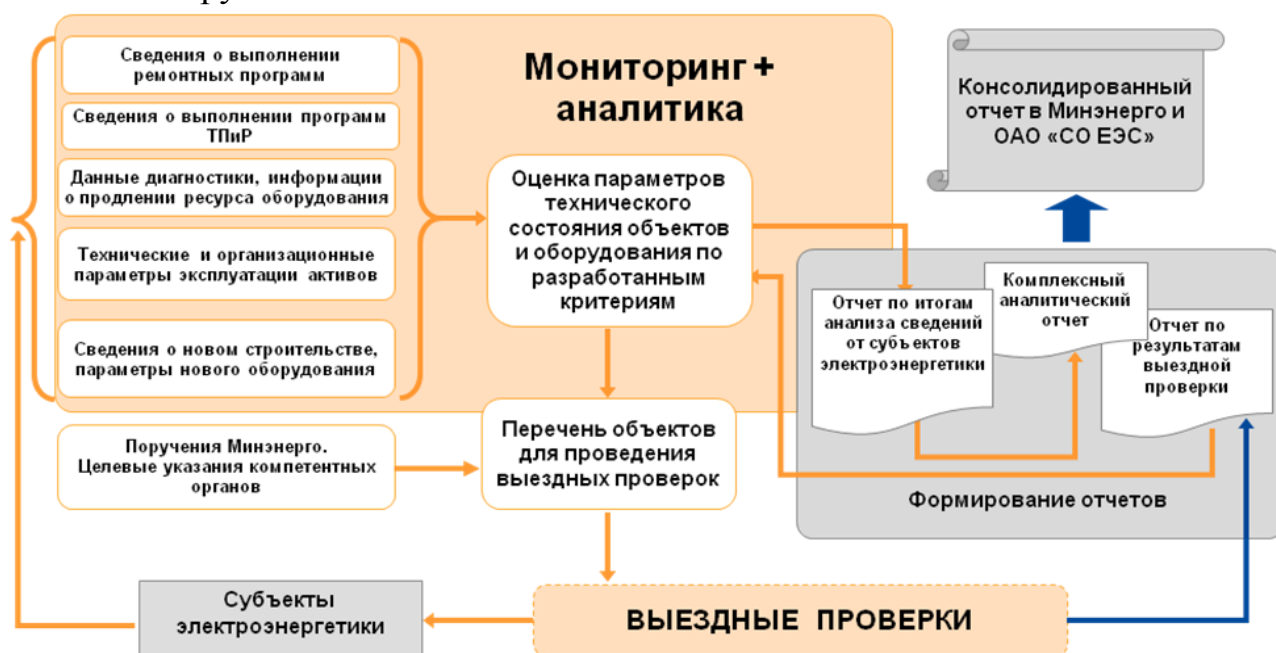 Сведения о выполнении
ремонтных программ
Сведения о выполнении программ
ТПиР
Данные диагностики, информации
о продлении ресурса оборудования
Технические и организационные
параметры эксплуатации активов
Сведения о новом строительстве,
параметры нового оборудования
Поручения Минэнерго.
Целевые указания компетентных
органов
Мониторинг +
аналитика
Оценка параметров
технического
состояния объектов
и оборудования по
разработанным
критериям
Перечень объектов
для проведения
выездных проверок
Консолидированный
отчет в Минэнерго и
ОАО «СО ЕЭС»
Отчет по итогам
анализа сведений
от субъектов
электроэнергетики
Комплексный
аналитический
отчет
Отчет по
результатам
выездной
проверки
Формирование отчетов
Субъекты
электроэнергетики
ВЫЕЗДНЫЕ ПРОВЕРКИ